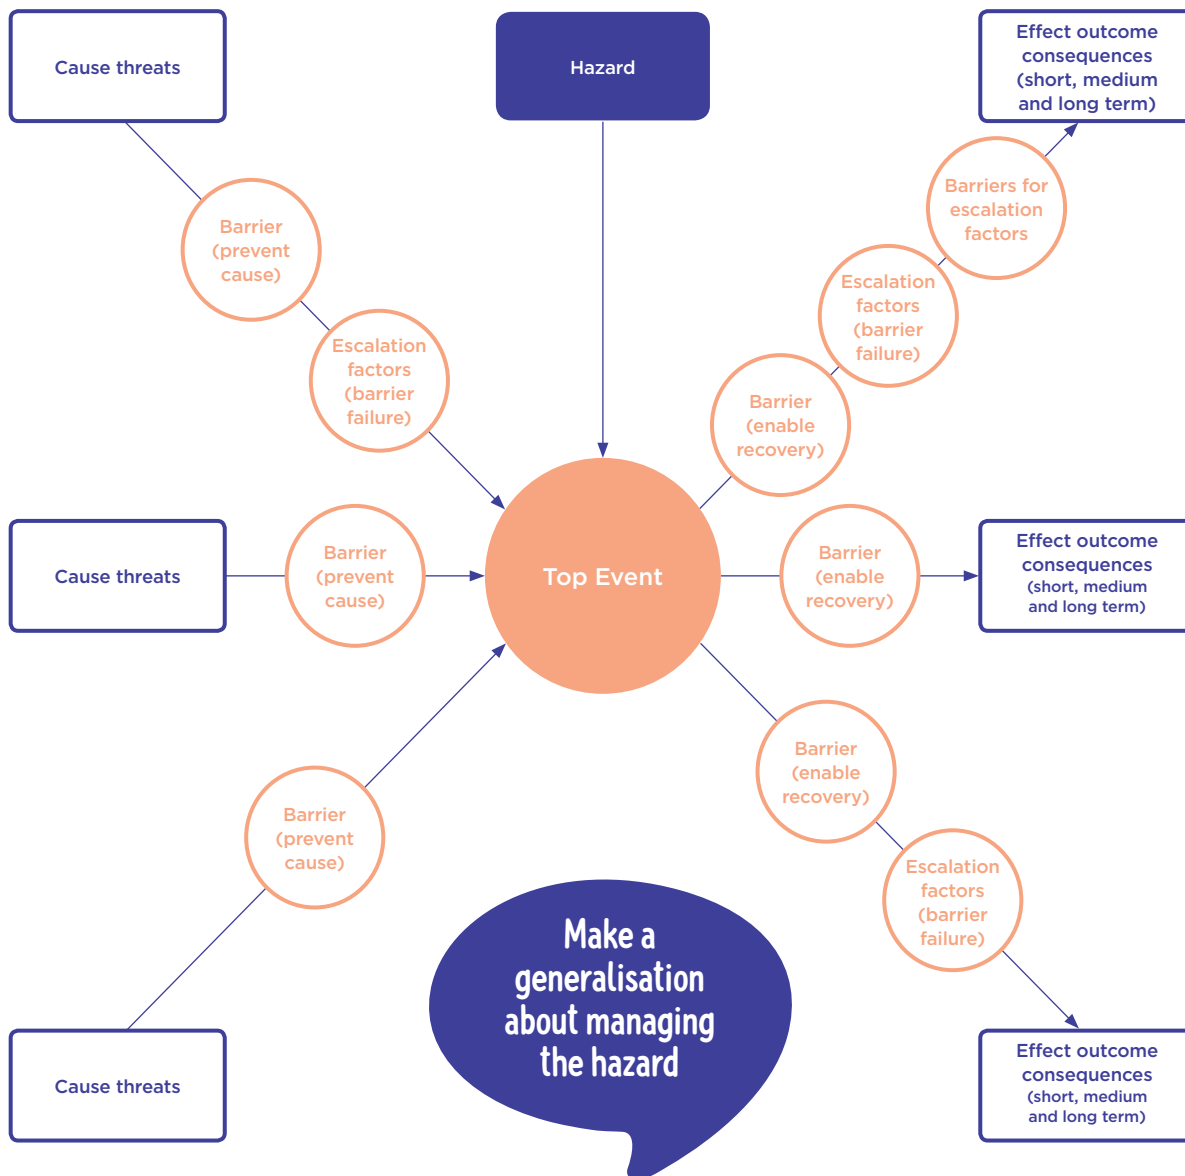 Cause threats
Hazard
Effect outcome
consequences
(short, medium
and long term)
Barriers for
escalation
factors
Barrier
(prevent
cause)
Escalation
factors
(barrier
failure)
Escalation
factors
(barrier
failure)
Barrier
(enable
recovery)
Cause threats
Barrier
(prevent
cause)
Top Event
Barrier
(enable
recovery)
Effect outcome
consequences
(short, medium
and long term)
Barrier
(enable
recovery)
Barrier
(prevent
cause)
Escalation
factors
(barrier
failure)
Make a
generalisation
about managing
the hazard
Cause threats
Effect outcome
consequences
(short, medium
and long term)